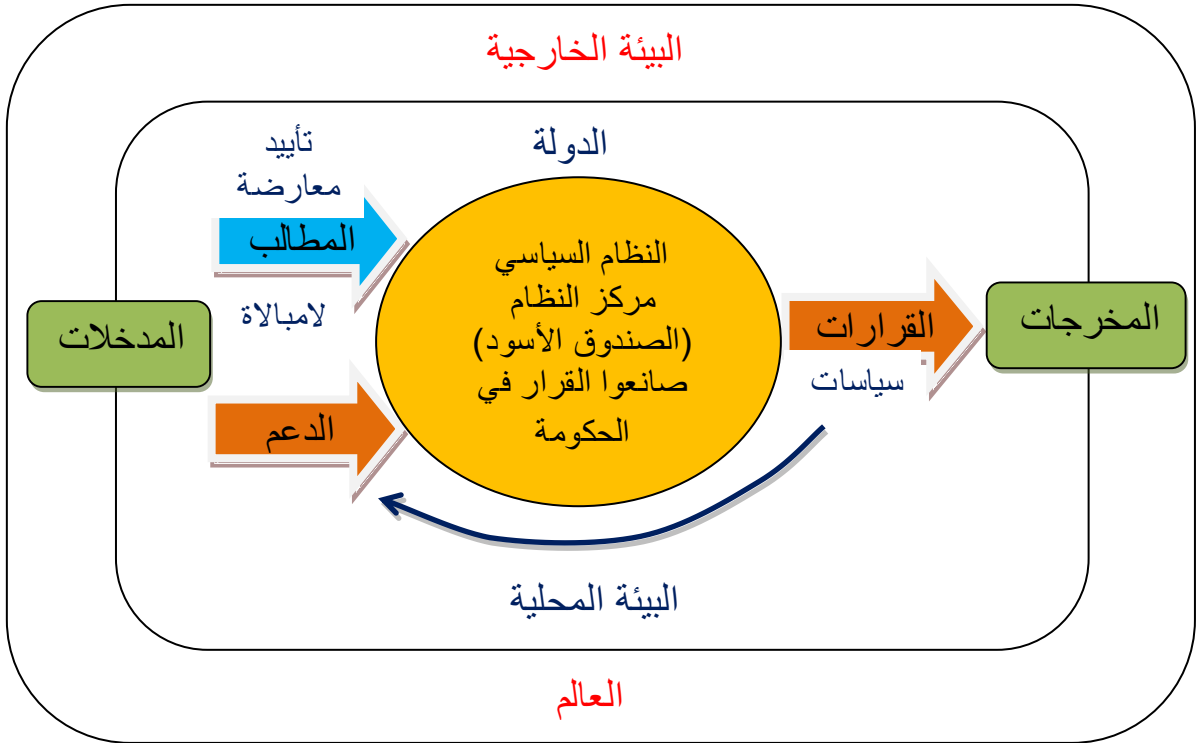 البيئة الخارجية
الدولة
تأييد
معارضة
المطالب
لامبالاة
المدخلات
الدعم
النظام السياسي
مركز النظام
(الصندوق الأسود)
صانعوا القرار في
الحكومة
القرارات
سياسات
المخرجات
البيئة المحلية
العالم